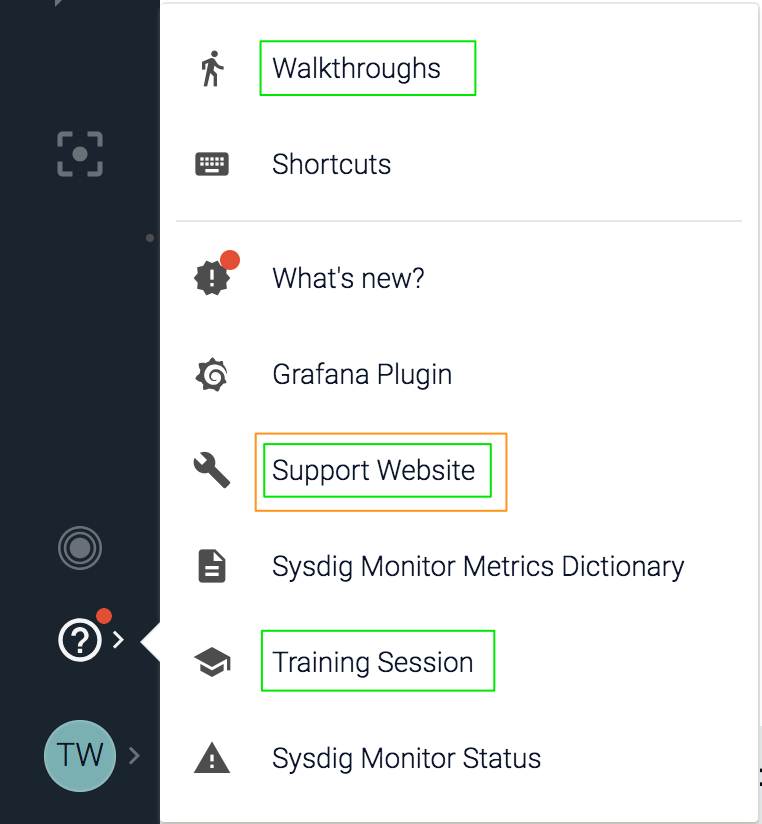 Walkthroughs
Shortcuts
What's new?
Grafana Plugin
Support Website
Sysdig Monitor Metrics Dictionary
Training Session
TW
Sysdig Monitor Status